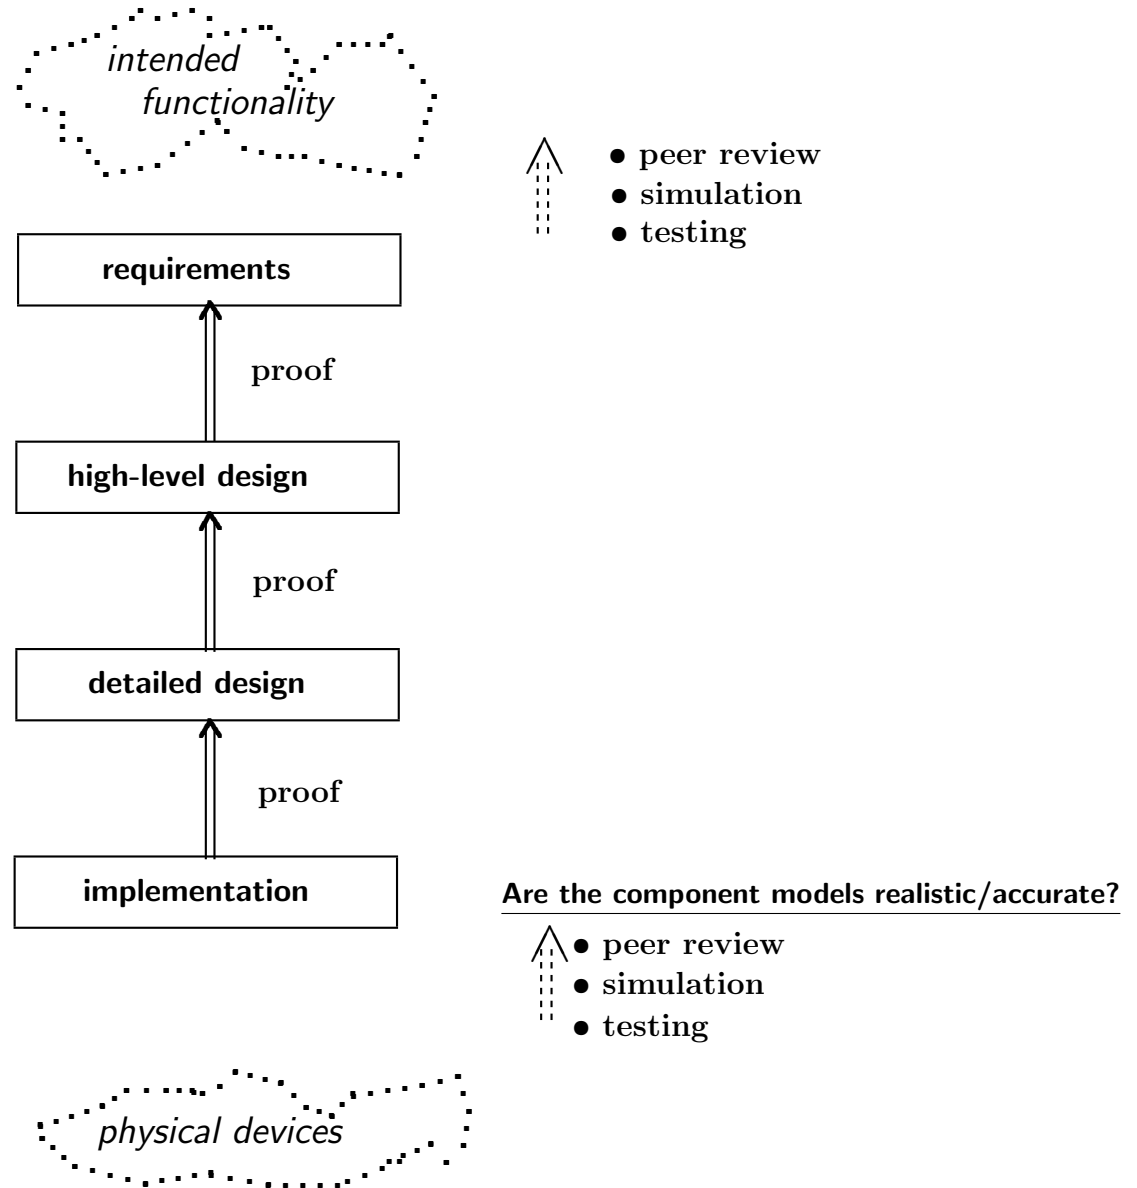 intended
functionality
• peer review
• simulation
• testing
requirements
proof
high-level design
proof
detailed design
proof
implementation
Are the component models realistic/accurate?
• peer review
• simulation
• testing
physical devices